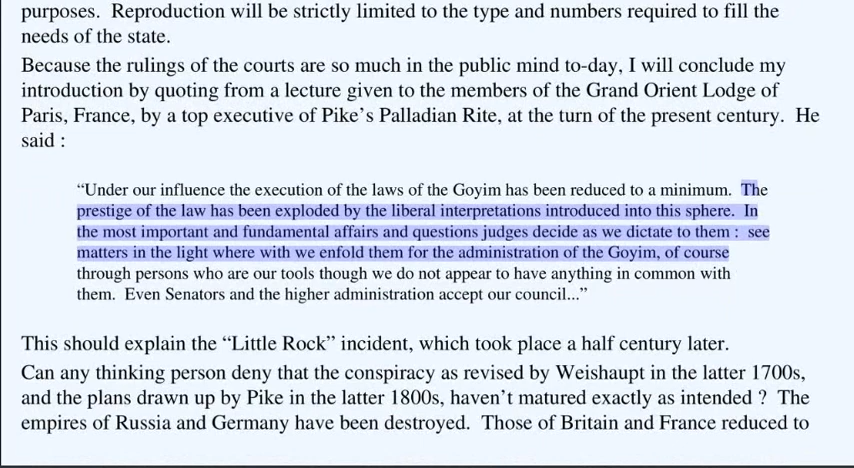 purposes.  Reproduction will be strictly limited to the type and numbers required to fill the
needs of the state.
Because the rulings of the courts are so much in the public mind to-day, I will conclude my
introduction by quoting from a lecture given to the members of the Grand Orient Lodge of
Paris, France, by a top executive of Pike’s Palladian Rite, at the turn of the present century.  He
said :
“Under our influence the execution of the laws of the Goyim has been reduced to a minimum.  The
prestige of the law has been exploded by the liberal interpretations introduced into this sphere.  In
the most important and fundamental affairs and questions judges decide as we dictate to them :  see
matters in the light where with we enfold them for the administration of the Goyim, of course
through persons who are our tools though we do not appear to have anything in common with
them.  Even Senators and the higher administration accept our council...”
This should explain the “Little Rock” incident, which took place a half century later.
Can any thinking person deny that the conspiracy as revised by Weishaupt in the latter 1700s,
and the plans drawn up by Pike in the latter 1800s, haven’t matured exactly as intended ?  The
empires of Russia and Germany have been destroyed.  Those of Britain and France reduced to